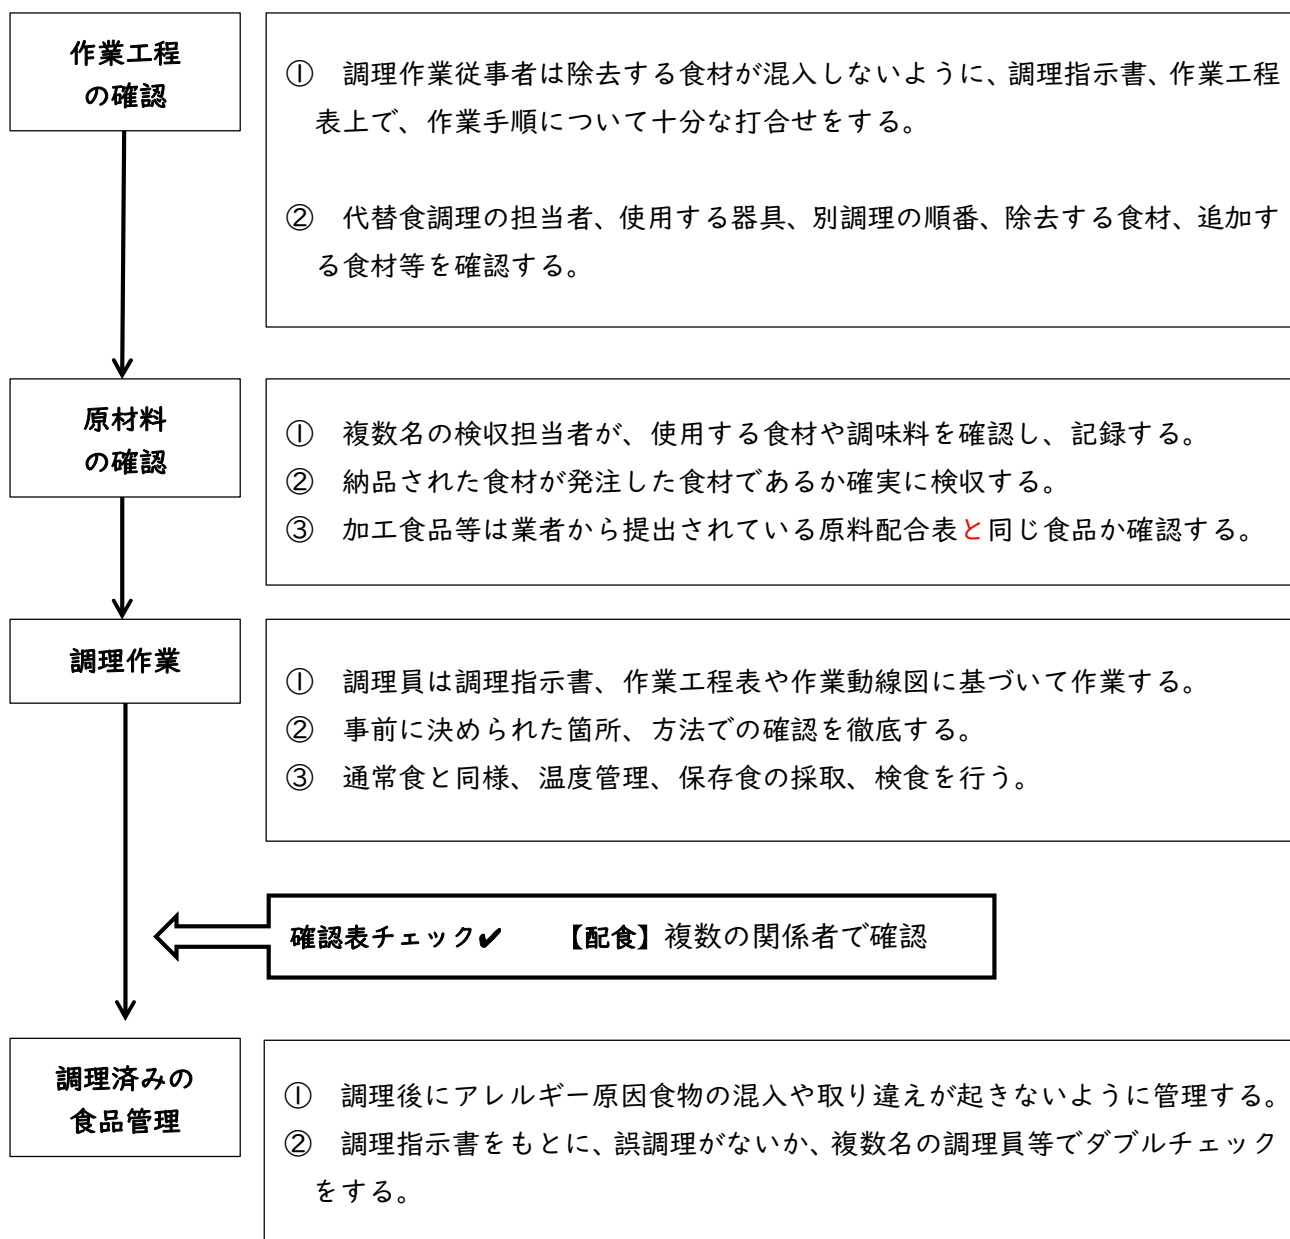 作業工程
の確認
① 調理作業従事者は除去する食材が混入しないように、調理指示書、作業工程
表上で、作業手順について十分な打合せをする。
② 代替食調理の担当者、使用する器具、別調理の順番、除去する食材、追加す
る食材等を確認する。
原材料
の確認
① 複数名の検収担当者が、使用する食材や調味料を確認し、記録する。
② 納品された食材が発注した食材であるか確実に検収する。
③ 加工食品等は業者から提出されている原料配合表と同じ食品か確認する。
調理作業
① 調理員は調理指示書、作業工程表や作業動線図に基づいて作業する。
② 事前に決められた箇所、方法での確認を徹底する。
③ 通常食と同様、温度管理、保存食の採取、検食を行う。
確認表チェック✔ 【配食】複数の関係者で確認
調理済みの
食品管理
① 調理後にアレルギー原因食物の混入や取り違えが起きないように管理する。
② 調理指示書をもとに、誤調理がないか、複数名の調理員等でダブルチェック
をする。